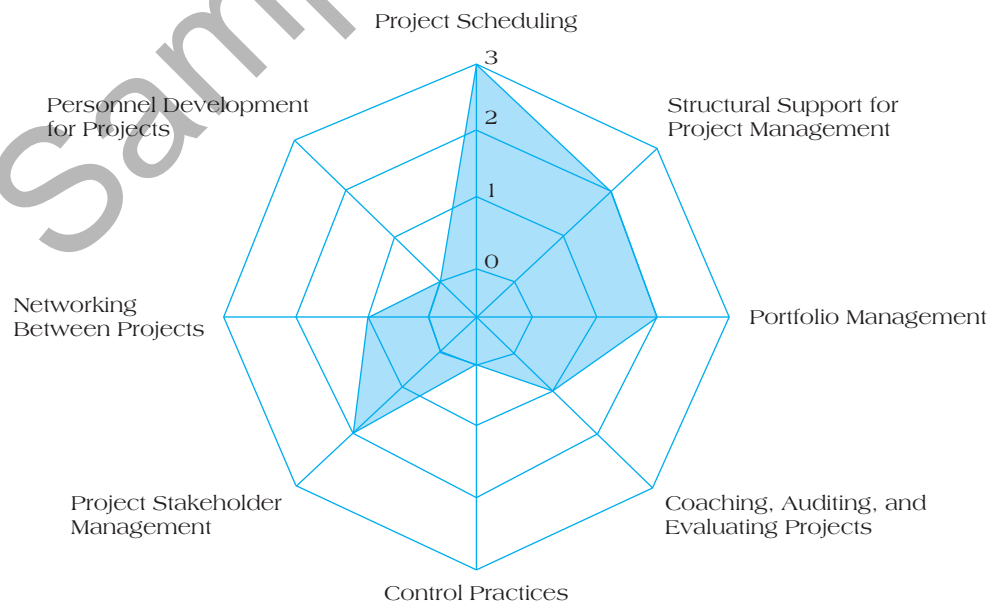 Project Scheduling
3
Personnel Development
for Projects
Structural Support for
Project Management
2
1
0
Networking
Between Projects
Portfolio Management
Project Stakeholder
Management
Coaching, Auditing, and
Evaluating Projects
Control Practices
Samp